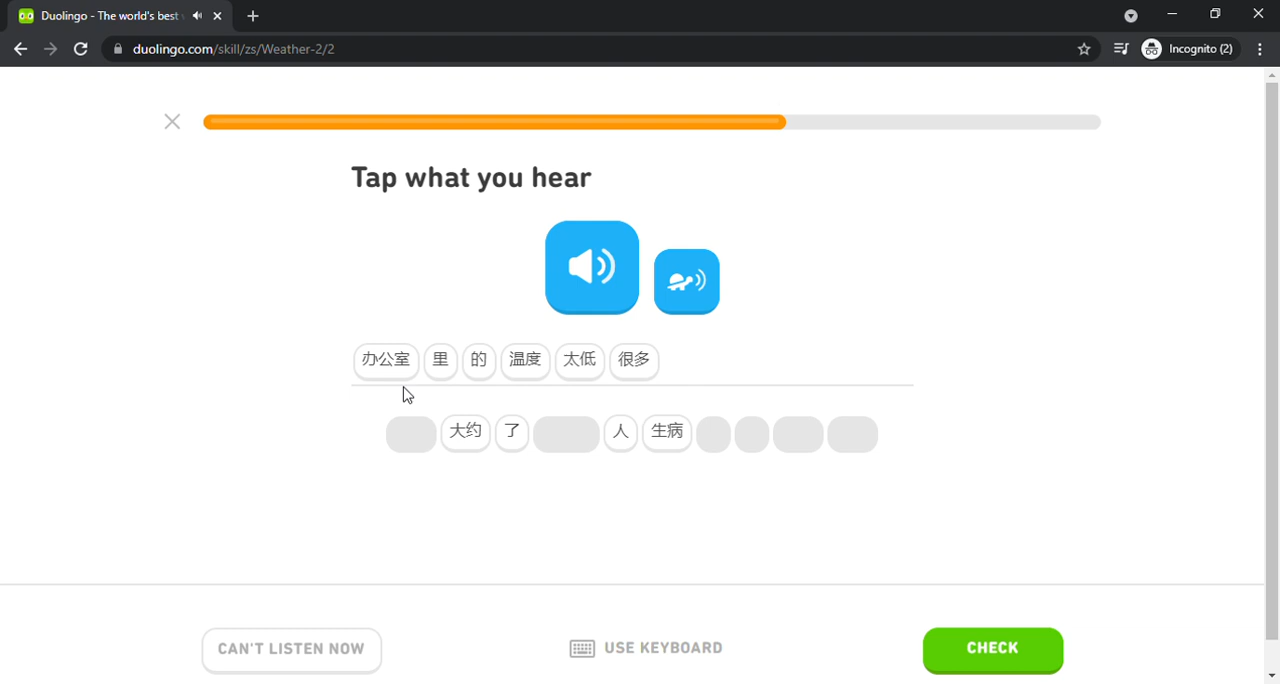 Duolingo - The world's best
duolingo.com/skill/zs/Weather-2/2
Incognito (2)
Tap what you hear
办公室 里 的 温度 太低 很多
大约 了 人 生病
CAN'T LISTEN NOW
USE KEYBOARD
CHECK